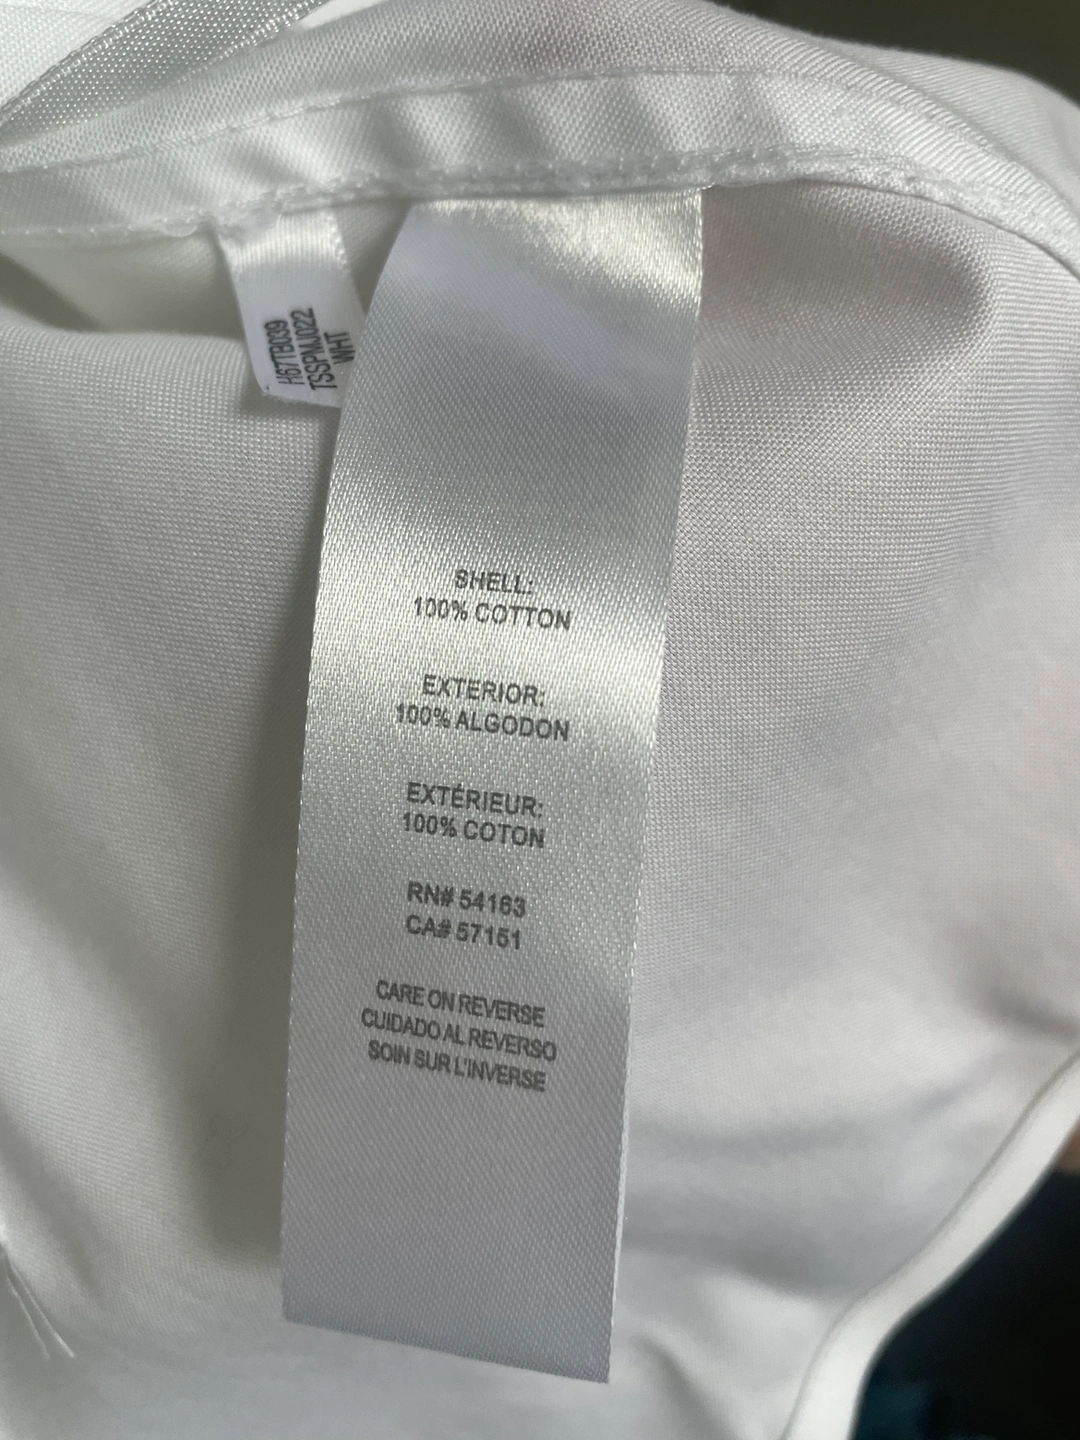 H67TB039
TSSPMJ022
WHT
SHELL:
100% COTTON
EXTERIOR:
100% ALGODON
EXTÉRIEUR:
100% COTON
RN# 54163
CA# 57151
CARE ON REVERSE
CUIDADO AL REVERSO
SOIN SUR L'INVERSE